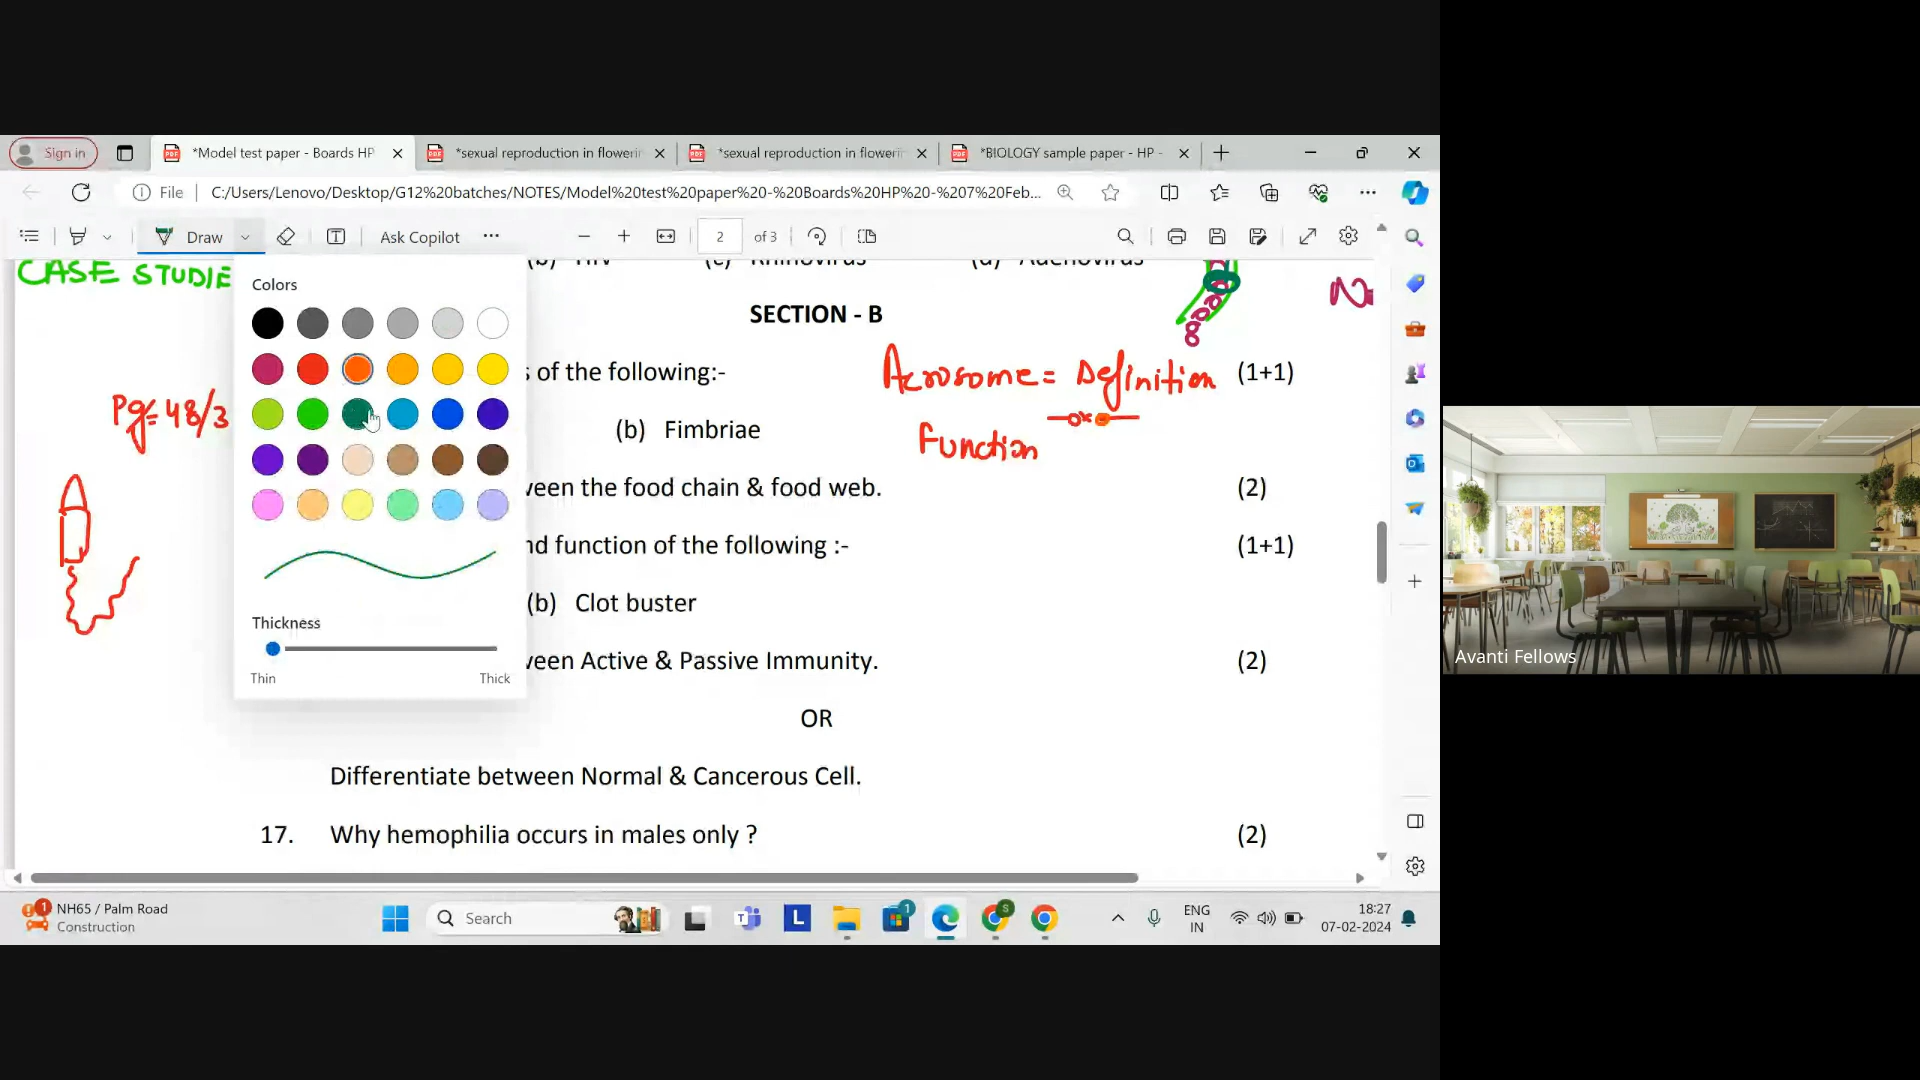 Sign in
*Model test paper - Boards HP
*sexual reproduction in flowerin
*sexual reproduction in flowerin
*BIOLOGY sample paper - HP -
File
C:/Users/Lenovo/Desktop/G12%20batches/NOTES/Model%20test%20paper%20-%20Boards%20HP%20-%207%20Feb...
Draw
Ask Copilot
2
of 3
CASE STUDIE
(b) HIV (c) Rhinovirus (d) Adenovirus
Colors
SECTION - B
s of the following:-
Acrosome = Definition
(1+1)
Pg= 48/3
(b) Fimbriae
Function
veen the food chain & food web.
(2)
nd function of the following :-
(1+1)
(b) Clot buster
Thickness
Thin
Thick
veen Active & Passive Immunity.
(2)
OR
Differentiate between Normal & Cancerous Cell.
17. Why hemophilia occurs in males only ?
(2)
Avanti Fellows
1
NH65 / Palm Road
Construction
Search
L
1
S
ENG
IN
18:27
07-02-2024